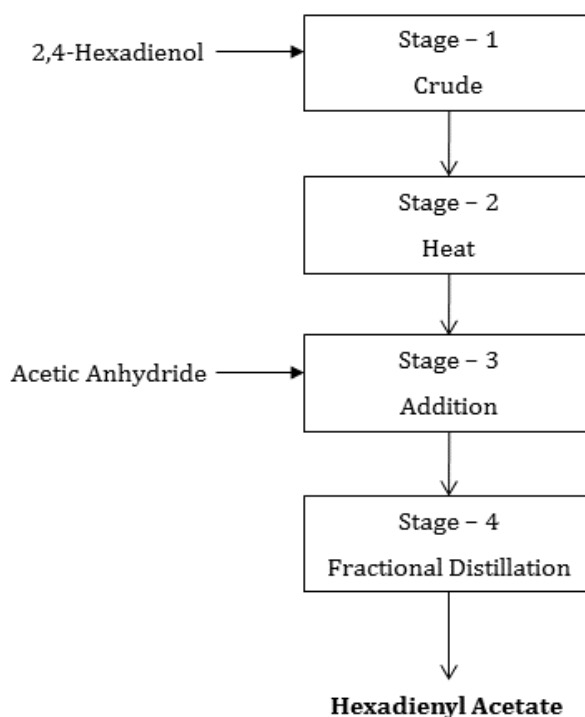 Stage – 1
2,4-Hexadienol
Crude
Stage – 2
Heat
Stage – 3
Acetic Anhydride
Addition
Stage – 4
Fractional Distillation
Hexadienyl Acetate